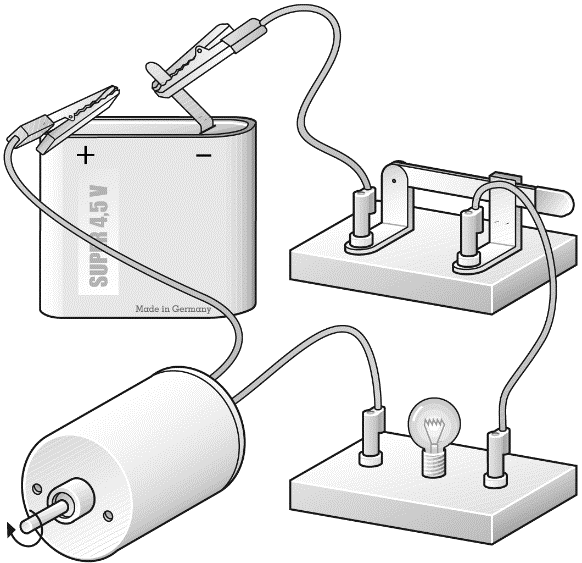 + −
SUPER 4,5 V
Made in Germany